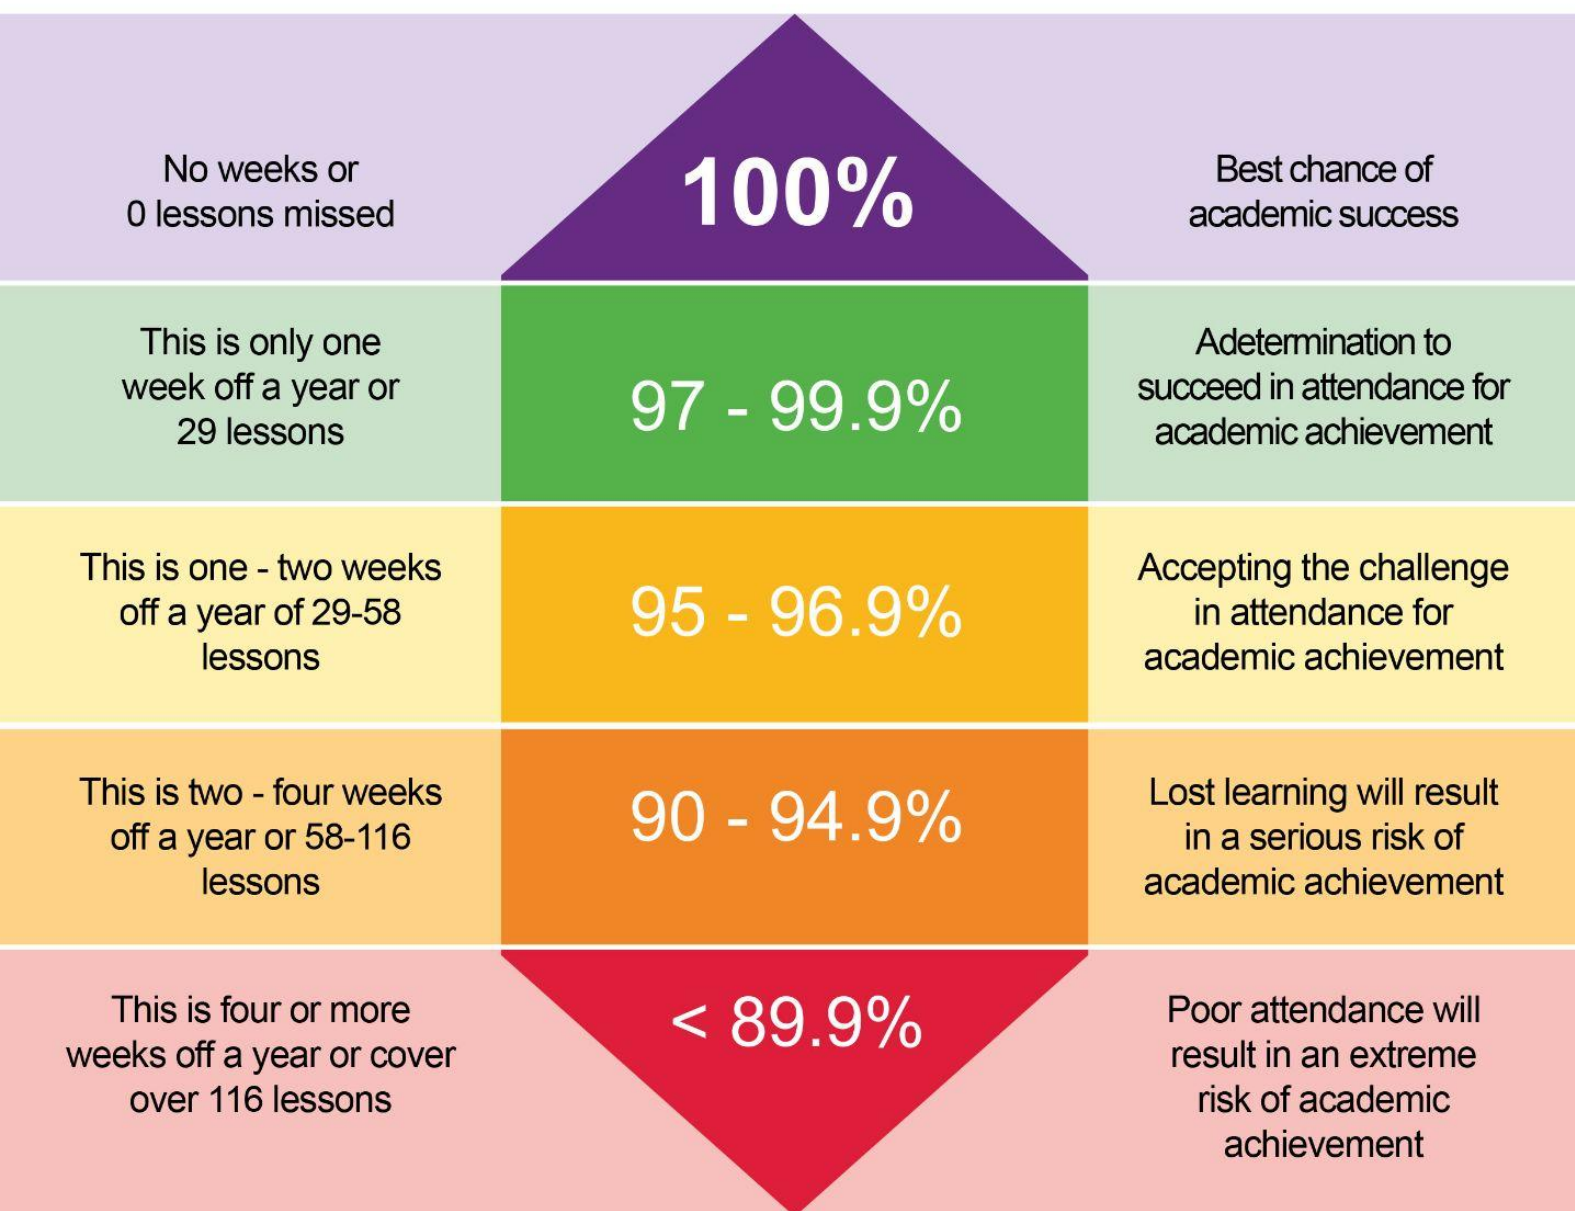 No weeks or
0 lessons missed
100%
Best chance of
academic success
This is only one
week off a year or
29 lessons
97 - 99.9%
Adetermination to
succeed in attendance for
academic achievement
This is one - two weeks
off a year of 29-58
lessons
95 - 96.9%
Accepting the challenge
in attendance for
academic achievement
This is two - four weeks
off a year or 58-116
lessons
90 - 94.9%
Lost learning will result
in a serious risk of
academic achievement
This is four or more
weeks off a year or cover
over 116 lessons
< 89.9%
Poor attendance will
result in an extreme
risk of academic
achievement